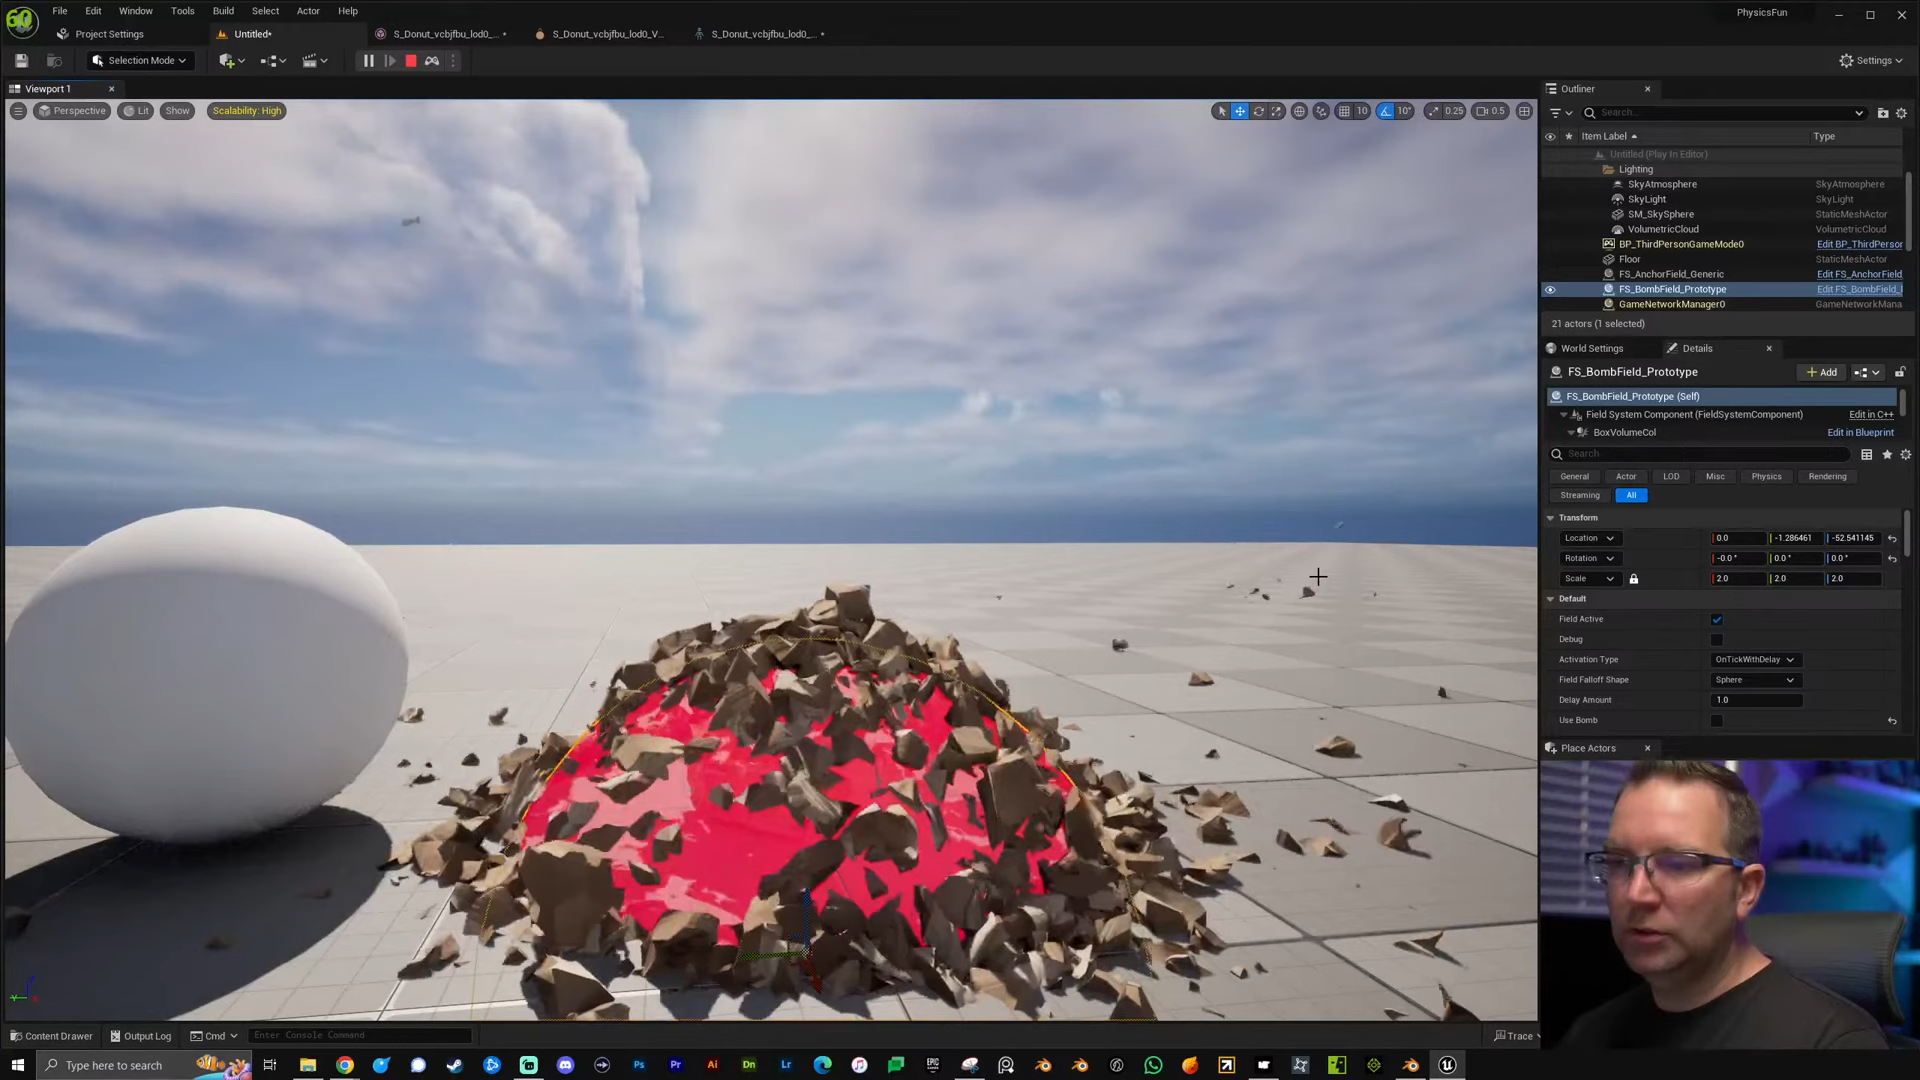 File Edit Window Tools Build Select Actor Help PhysicsFun
Project Settings Untitled* S_Donut_vcbjfbu_lod0_... * S_Donut_vcbjfbu_lod0_V... S_Donut_vcbjfbu_lod0_... *
Selection Mode Settings
Viewport 1 Outliner
Perspective Lit Show Scalability: High 10 10° 0.25 0.5 Search...
Item Label Type
Untitled (Play In Editor)
Lighting
SkyAtmosphere SkyAtmosphere
SkyLight SkyLight
SM_SkySphere StaticMeshActor
VolumetricCloud VolumetricCloud
BP_ThirdPersonGameMode0 Edit BP_ThirdPerson
Floor StaticMeshActor
FS_AnchorField_Generic Edit FS_AnchorField
FS_BombField_Prototype Edit FS_BombField_
GameNetworkManager0 GameNetworkMana
21 actors (1 selected)
World Settings Details
FS_BombField_Prototype Add
FS_BombField_Prototype (Self)
Field System Component (FieldSystemComponent) Edit in C++
BoxVolumeCol Edit in Blueprint
Search
General Actor LOD Misc Physics Rendering
Streaming All
Transform
Location 0.0 -1.286461 -52.541145
Rotation -0.0 ° 0.0 ° 0.0 °
Scale 2.0 2.0 2.0
Default
Field Active
Debug
Activation Type OnTickWithDelay
Field Falloff Shape Sphere
Delay Amount 1.0
Use Bomb
Place Actors
Content Drawer Output Log Cmd Enter Console Command Trace
Type here to search Ps Pr Ai Dn Lr